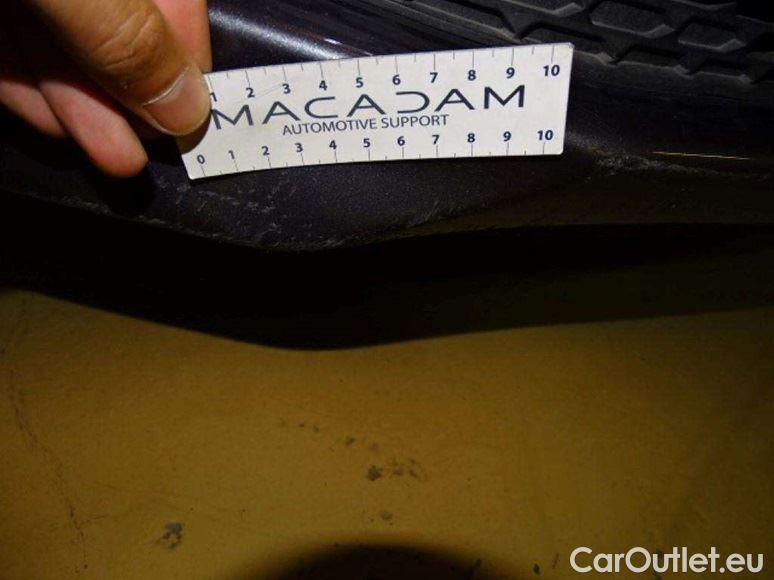 1 2 3 4 5 6 7 8 9 10
MACADAM
AUTOMOTIVE SUPPORT
0 1 2 3 4 5 6 7 8 9 10
CarOutlet.eu